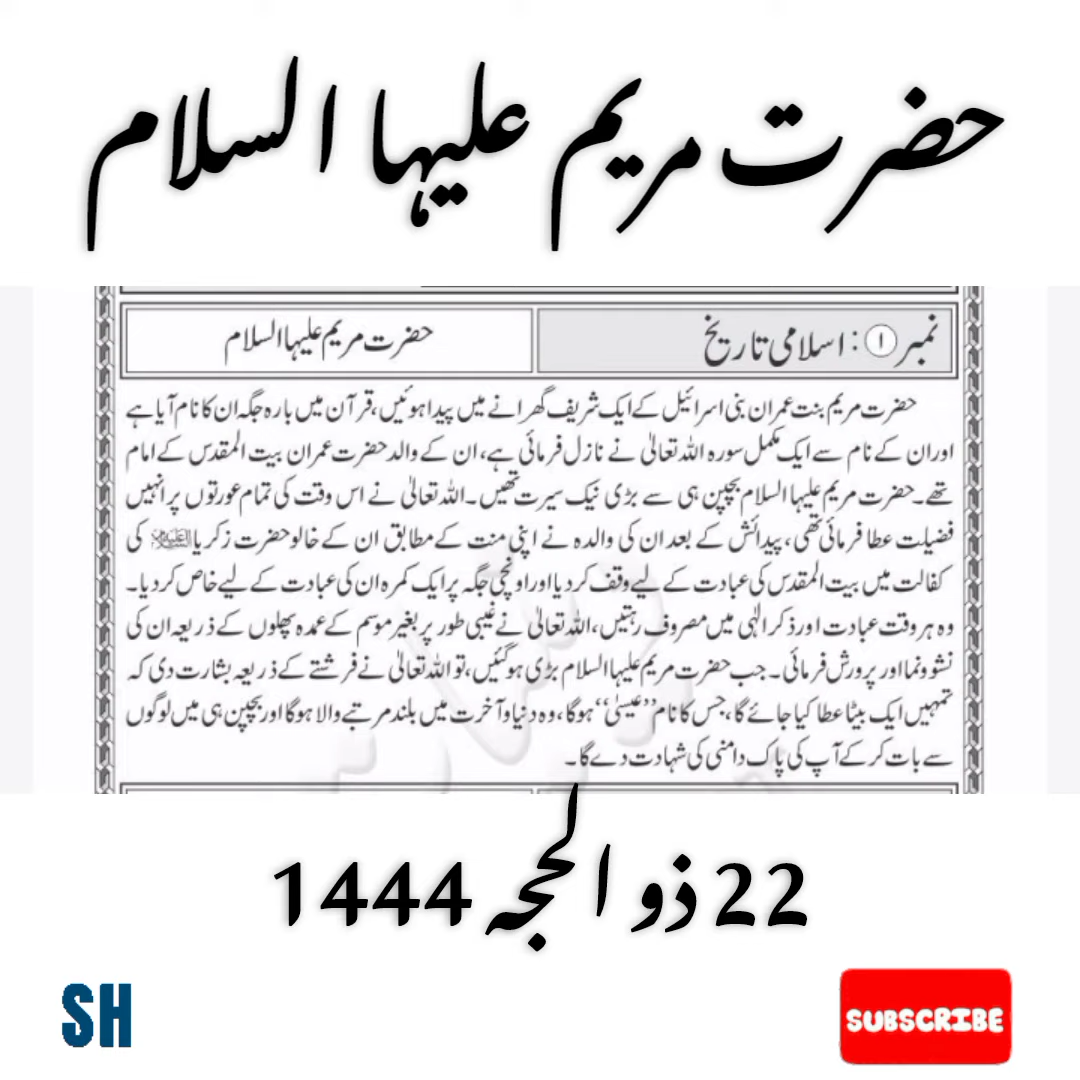 حضرت مریم علیہا السلام
نمبر ۱ : اسلامی تاریخ
حضرت مریم علیہا السلام
حضرت مریم بنت عمران بنی اسرائیل کے ایک شریف گھرانے میں پیدا ہوئیں، قرآن میں بارہ جگہ ان کا نام آیا ہے
اور ان کے نام سے ایک مکمل سورہ اللہ تعالیٰ نے نازل فرمائی ہے، ان کے والد حضرت عمران بیت المقدس کے امام
تھے۔ حضرت مریم علیہا السلام بچپن ہی سے بڑی نیک سیرت تھیں۔ اللہ تعالیٰ نے اس وقت کی تمام عورتوں پر انہیں
فضیلت عطا فرمائی تھی، پیدائش کے بعد ان کی والدہ نے اپنی منت کے مطابق ان کے خالو حضرت زکریا علیہ السلام کی
کفالت میں بیت المقدس کی عبادت کے لیے وقف کردیا اور اونچی جگہ پر ایک کمرہ ان کی عبادت کے لیے خاص کردیا۔
وہ ہر وقت عبادت اور ذکر الٰہی میں مصروف رہتیں، اللہ تعالیٰ نے غیبی طور پر بغیر موسم کے عمدہ پھلوں کے ذریعہ ان کی
نشوونما اور پرورش فرمائی۔ جب حضرت مریم علیہا السلام بڑی ہوگئیں، تو اللہ تعالیٰ نے فرشتے کے ذریعہ بشارت دی کہ
تمہیں ایک بیٹا عطا کیا جائے گا، جس کا نام ’’عیسیٰ‘‘ ہوگا، وہ دنیا و آخرت میں بلند مرتبے والا ہوگا اور بچپن ہی میں لوگوں
سے بات کرکے آپ کی پاک دامنی کی شہادت دے گا۔
22 ذو الحجہ 1444
SH
SUBSCRIBE